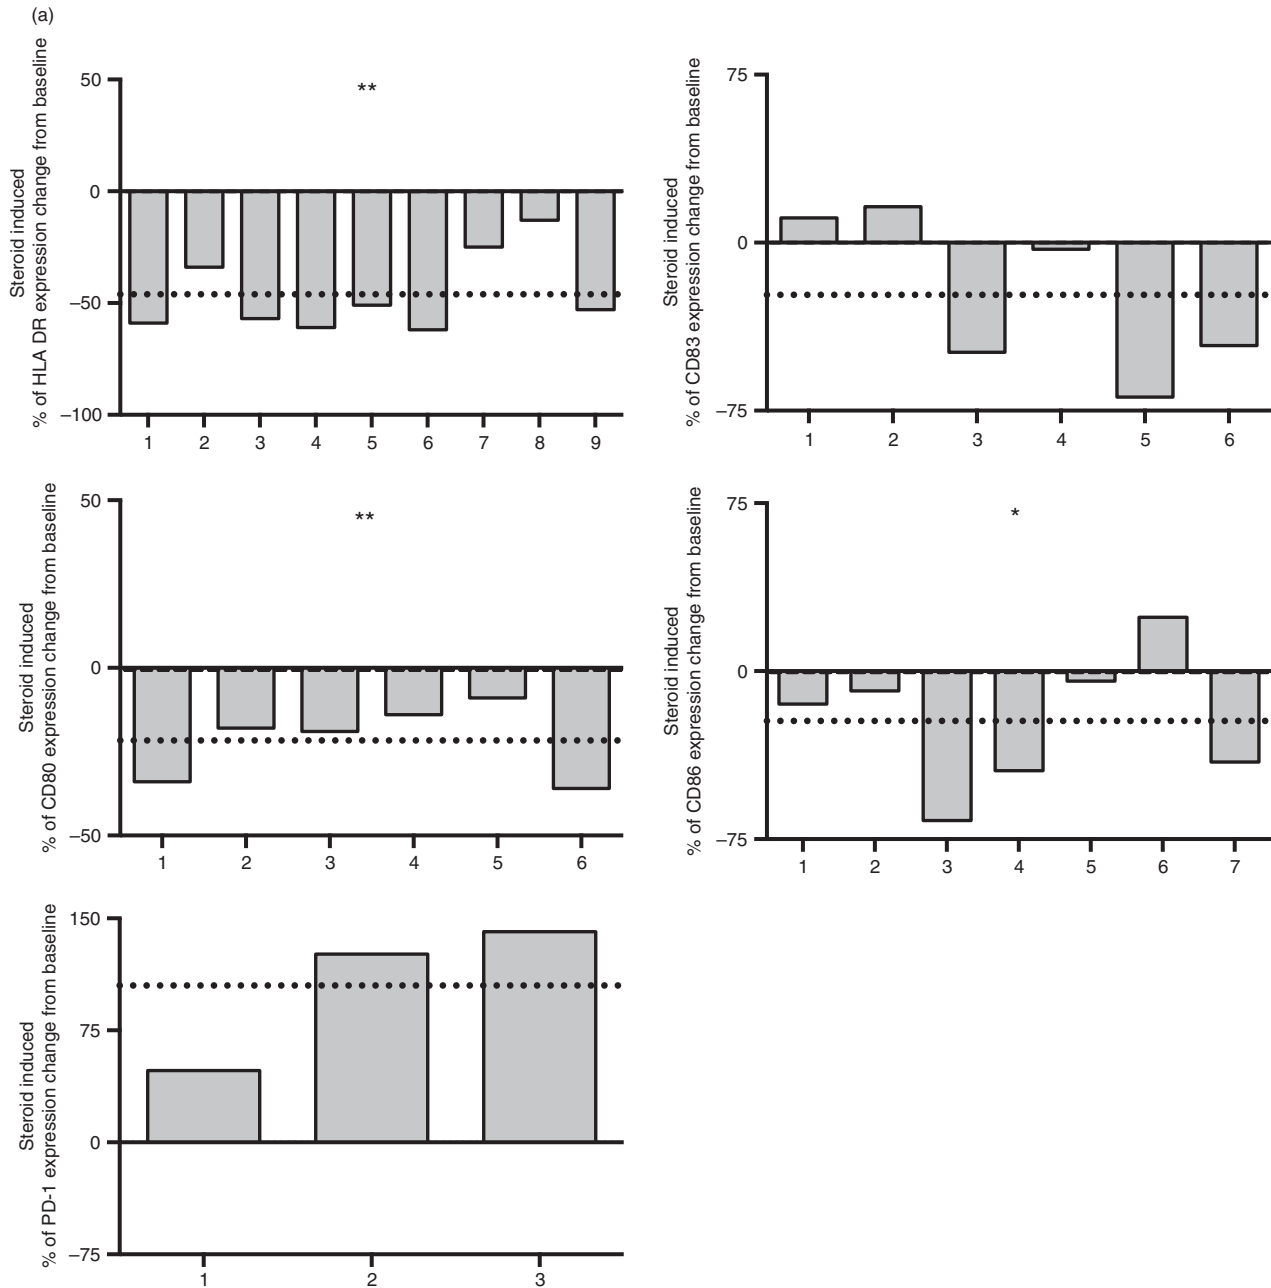 (a)
Steroid induced
% of HLA DR expression change from baseline
50
0
−50
−100
**
1 2 3 4 5 6 7 8 9
Steroid induced
% of CD83 expression change from baseline
75
0
−75
1 2 3 4 5 6
Steroid induced
% of CD80 expression change from baseline
50
0
−50
**
1 2 3 4 5 6
Steroid induced
% of CD86 expression change from baseline
75
0
−75
*
1 2 3 4 5 6 7
Steroid induced
% of PD-1 expression change from baseline
150
75
0
−75
1 2 3